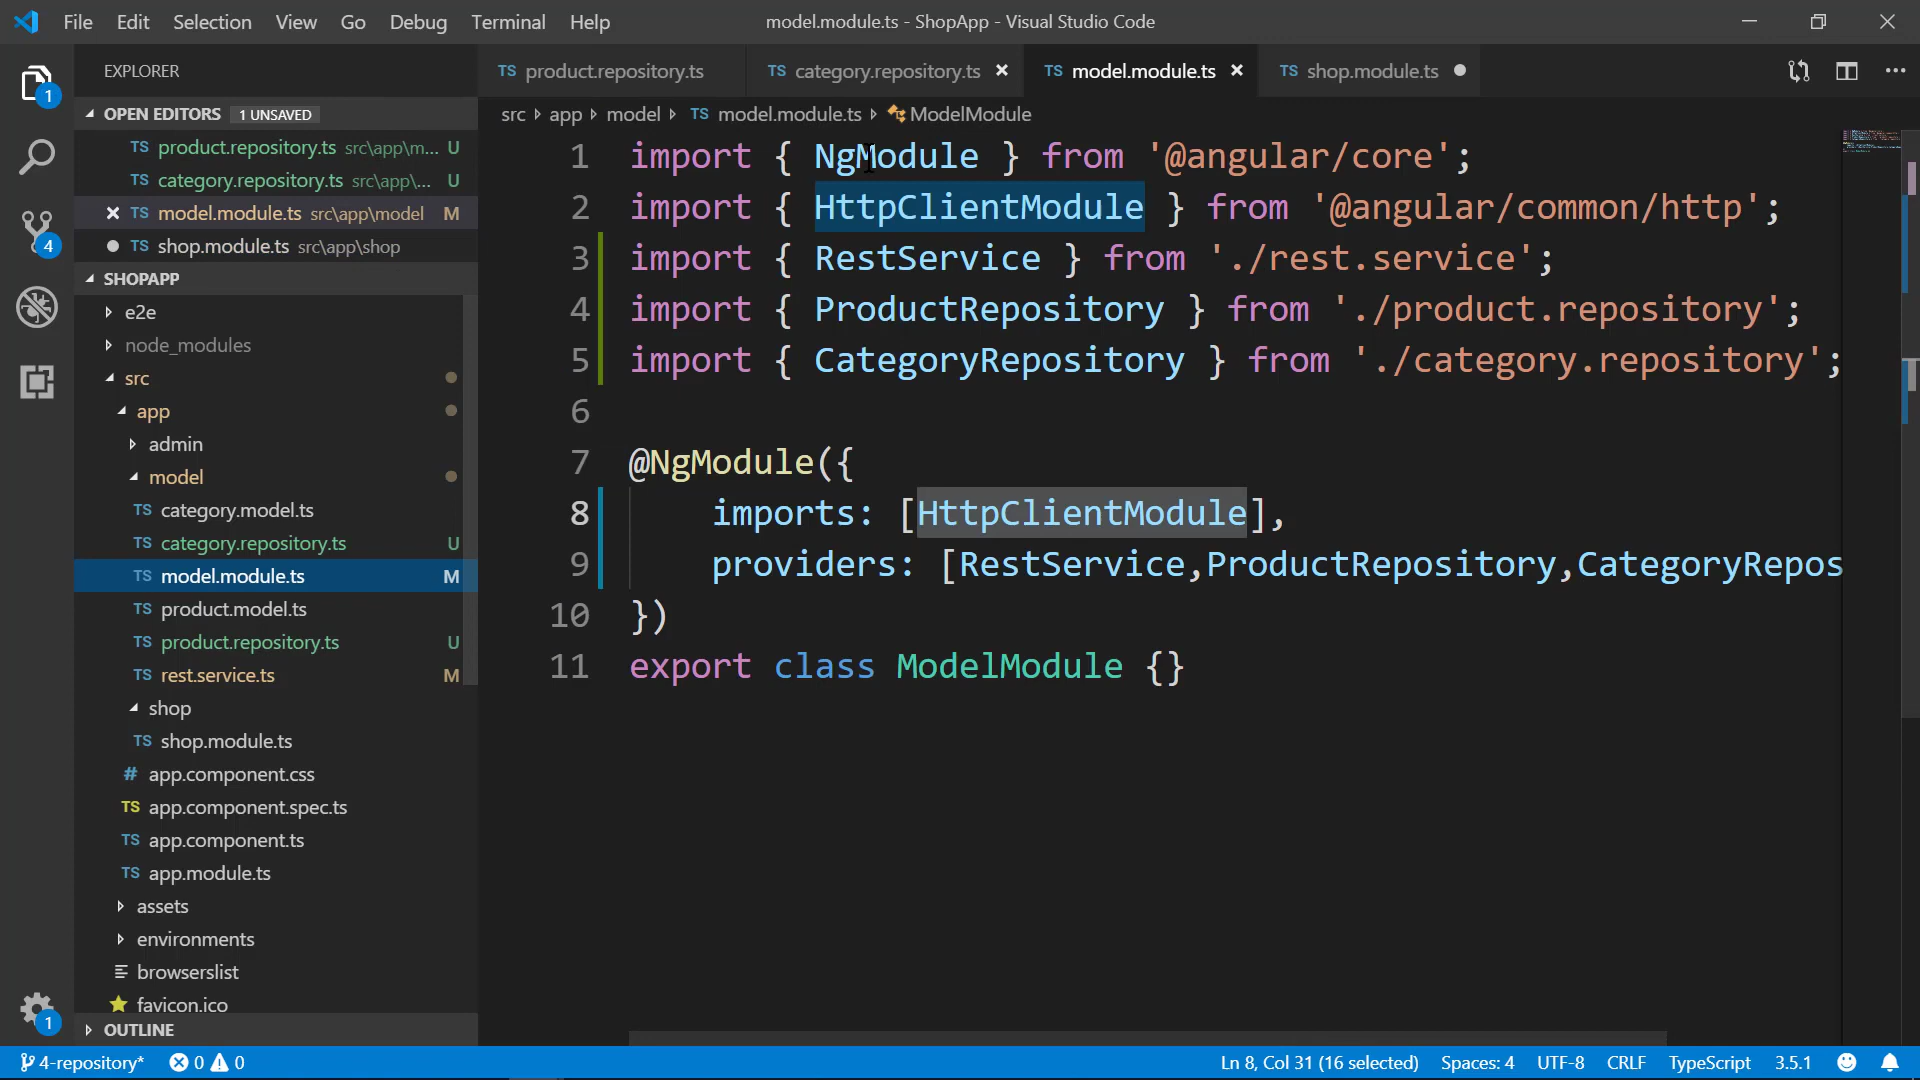 File Edit Selection View Go Debug Terminal Help model.module.ts - ShopApp - Visual Studio Code
EXPLORER
OPEN EDITORS 1 UNSAVED
TS product.repository.ts src\app\m... U
TS category.repository.ts src\app\... U
TS model.module.ts src\app\model M
TS shop.module.ts src\app\shop
SHOPAPP
e2e
node_modules
src
app
admin
model
TS category.model.ts
TS category.repository.ts U
TS model.module.ts M
TS product.model.ts
TS product.repository.ts U
TS rest.service.ts M
shop
TS shop.module.ts
# app.component.css
TS app.component.spec.ts
TS app.component.ts
TS app.module.ts
assets
environments
browserslist
favicon.ico
OUTLINE
1
4
1
TS product.repository.ts TS category.repository.ts TS model.module.ts TS shop.module.ts
src app model TS model.module.ts ModelModule
1 import { NgModule } from '@angular/core';
2 import { HttpClientModule } from '@angular/common/http';
3 import { RestService } from './rest.service';
4 import { ProductRepository } from './product.repository';
5 import { CategoryRepository } from './category.repository';
6
7 @NgModule({
8 imports: [HttpClientModule],
9 providers: [RestService,ProductRepository,CategoryRepos
10 })
11 export class ModelModule {}
4-repository* 0 0 Ln 8, Col 31 (16 selected) Spaces: 4 UTF-8 CRLF TypeScript 3.5.1